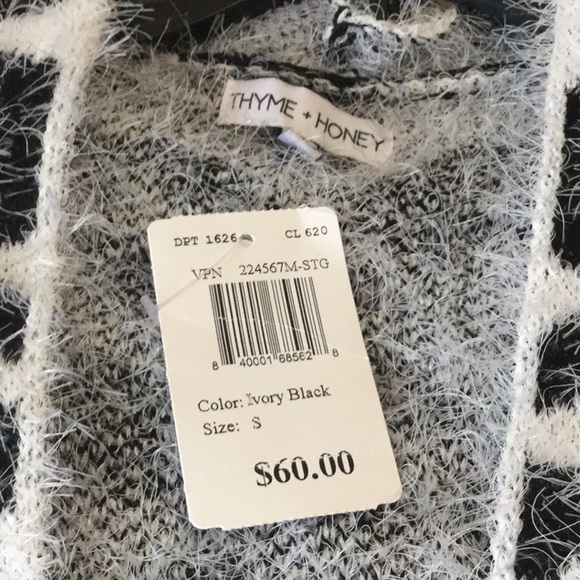 THYME + HONEY
DPT 1626 CL 620
VPN 224567M-STG
8 40001 68562 8
Color: Ivory Black
Size: S
$60.00